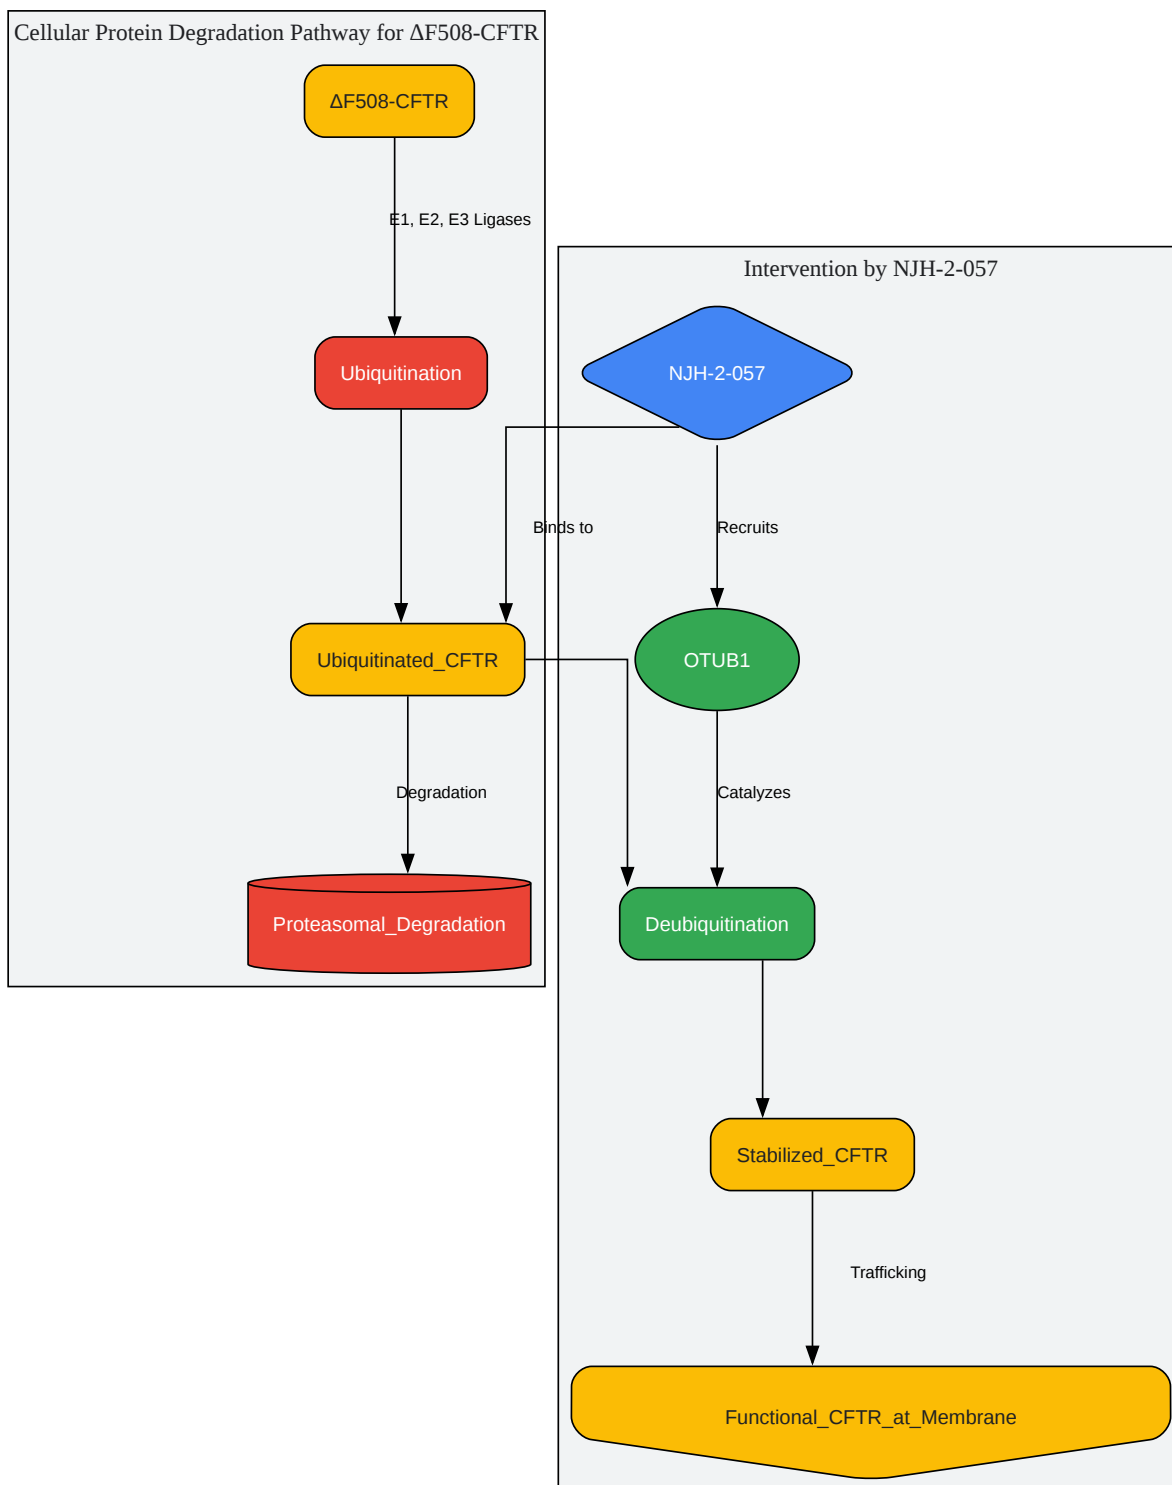 Cellular Protein Degradation Pathway for ΔF508-CFTR
ΔF508-CFTR
E1, E2, E3 Ligases
Intervention by NJH-2-057
Ubiquitination
NJH-2-057
Binds to
Recruits
Ubiquitinated_CFTR
OTUB1
Degradation
Catalyzes
Proteasomal_Degradation
Deubiquitination
Stabilized_CFTR
Trafficking
Functional_CFTR_at_Membrane